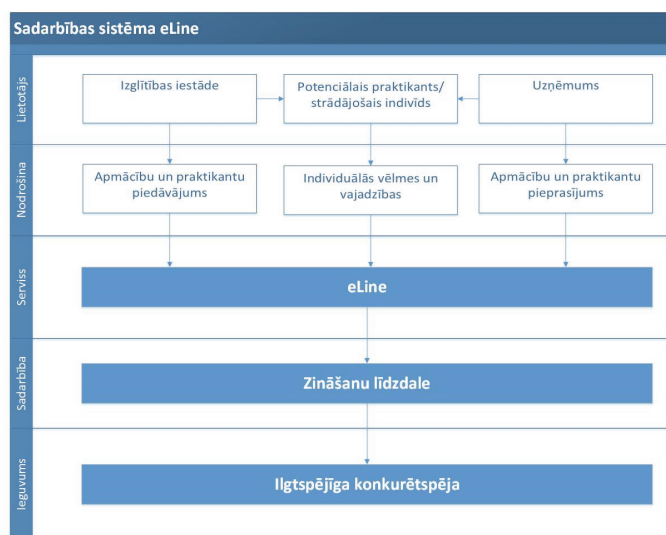 Sadarbības sistēma eLine
Lietotājs
Izglītības iestāde
Potenciālais praktikants/
strādājošais indivīds
Uzņēmums
Nodrošina
Apmācību un praktikantu
piedāvājums
Individuālās vēlmes un
vajadzības
Apmācību un praktikantu
pieprasījums
Serviss
eLine
Sadarbība
Zināšanu līdzdale
Ieguvums
Ilgtspējīga konkurētspēja